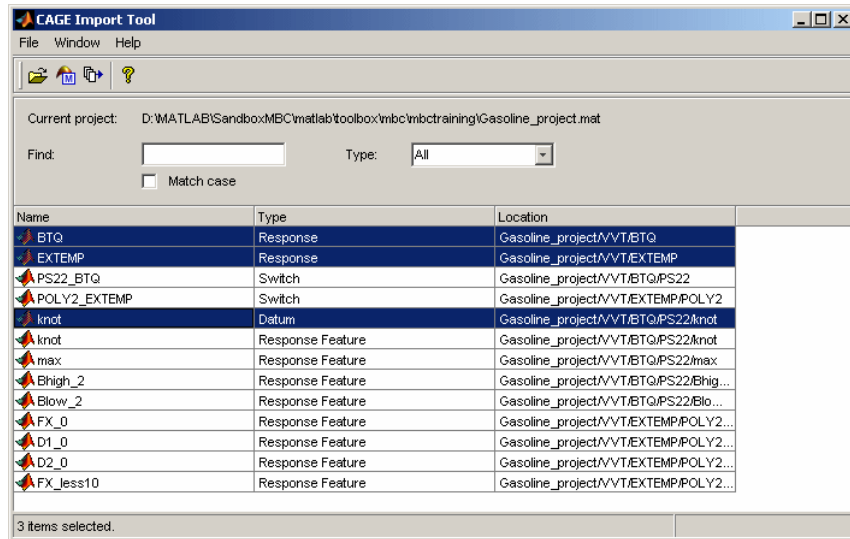 CAGE Import Tool
File Window Help
Current project: D:\MATLAB\SandboxMBC\matlab\toolbox\mbc\mbctraining\Gasoline_project.mat
Find: Type: All
Match case
Name Type Location
BTQ Response Gasoline_project/VVT/BTQ
EXTEMP Response Gasoline_project/VVT/EXTEMP
PS22_BTQ Switch Gasoline_project/VVT/BTQ/PS22
POLY2_EXTEMP Switch Gasoline_project/VVT/EXTEMP/POLY2
knot Datum Gasoline_project/VVT/BTQ/PS22/knot
knot Response Feature Gasoline_project/VVT/BTQ/PS22/knot
max Response Feature Gasoline_project/VVT/BTQ/PS22/max
Bhigh_2 Response Feature Gasoline_project/VVT/BTQ/PS22/Bhig...
Blow_2 Response Feature Gasoline_project/VVT/BTQ/PS22/Blo...
FX_0 Response Feature Gasoline_project/VVT/EXTEMP/POLY2...
D1_0 Response Feature Gasoline_project/VVT/EXTEMP/POLY2...
D2_0 Response Feature Gasoline_project/VVT/EXTEMP/POLY2...
FX_less10 Response Feature Gasoline_project/VVT/EXTEMP/POLY2...
3 items selected.